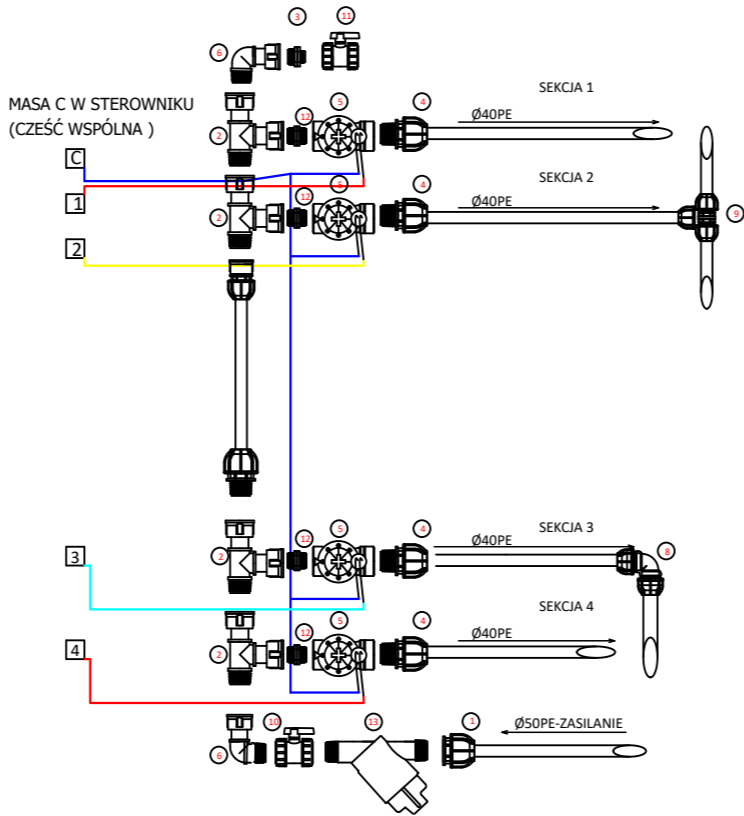 3
11
6
MASA C W STEROWNIKU
(CZEŚĆ WSPÓLNA )
SEKCJA 1
12
5
4
Ø40PE
2
C
1
SEKCJA 2
12
5
4
Ø40PE
2
9
2
3
SEKCJA 3
12
5
4
Ø40PE
2
8
4
SEKCJA 4
12
5
4
Ø40PE
2
10
13
1
Ø50PE-ZASILANIE
6